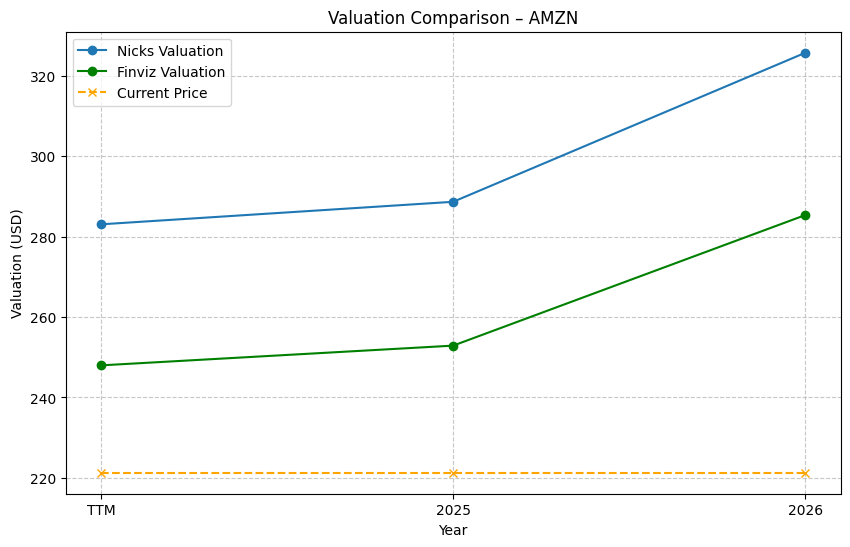 Valuation Comparison – AMZN
Nicks Valuation
Finviz Valuation
Current Price
Valuation (USD)
320
300
280
260
240
220
TTM
2025
2026
Year